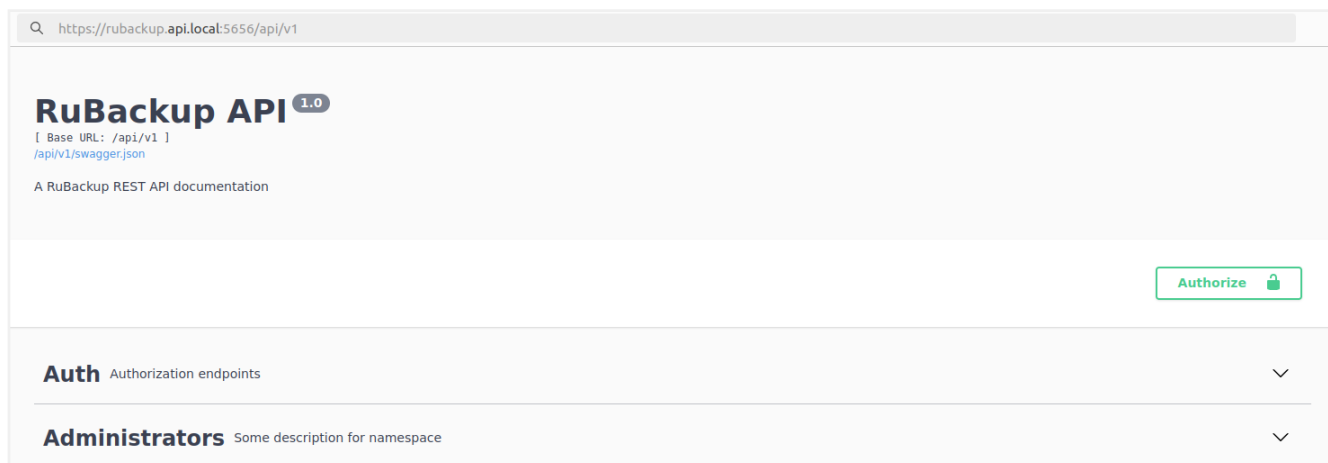 https://rubackup.api.local:5656/api/v1
RuBackup API 1.0
[ Base URL: /api/v1 ]
/api/v1/swagger.json
A RuBackup REST API documentation
Authorize
Auth Authorization endpoints
Administrators Some description for namespace